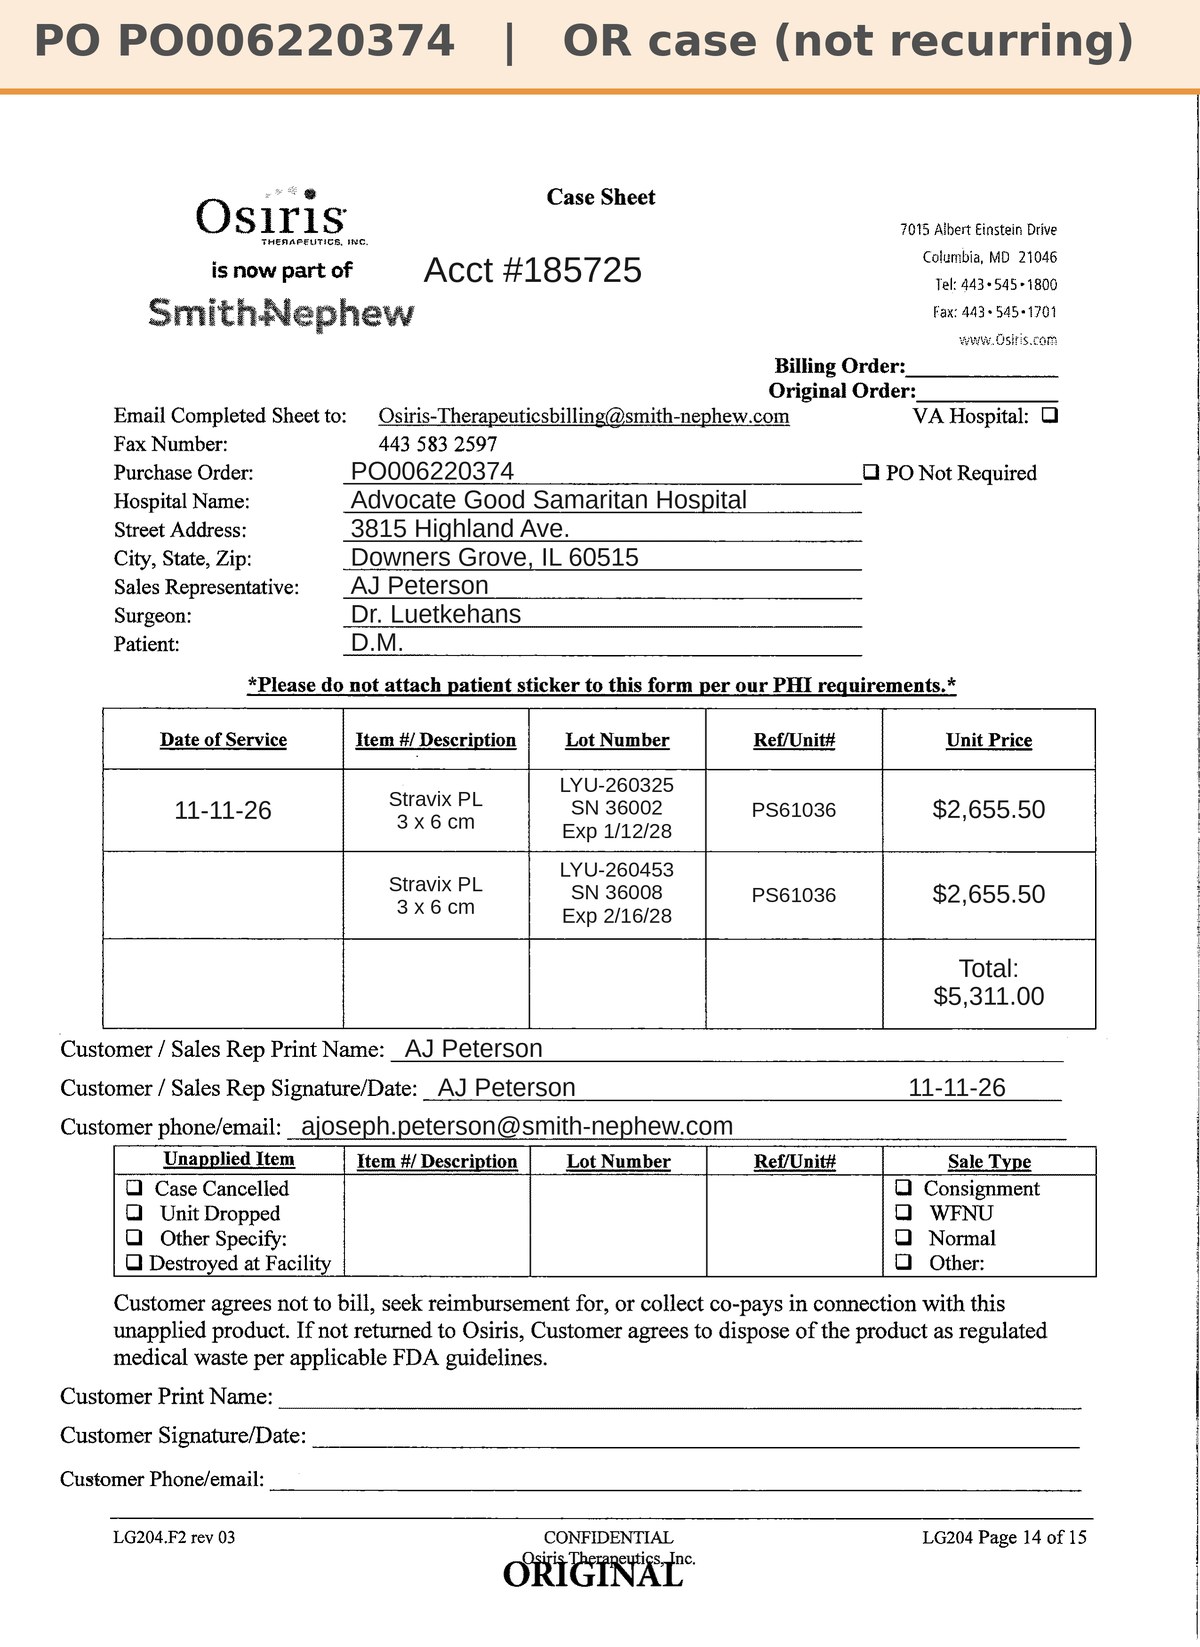 PO PO006220374 | OR case (not recurring)
Case Sheet
Osiris
THERAPEUTICS, INC.
is now part of
Smith+Nephew
Acct #185725
7015 Albert Einstein Drive
Columbia, MD 21046
Tel: 443•545•1800
Fax: 443•545•1701
www.Osiris.com
Billing Order:
Original Order:
Email Completed Sheet to: Osiris-Therapeuticsbilling@smith-nephew.com VA Hospital: ❑
Fax Number: 443 583 2597
Purchase Order: PO006220374 ❑ PO Not Required
Hospital Name: Advocate Good Samaritan Hospital
Street Address: 3815 Highland Ave.
City, State, Zip: Downers Grove, IL 60515
Sales Representative: AJ Peterson
Surgeon: Dr. Luetkehans
Patient: D.M.
*Please do not attach patient sticker to this form per our PHI requirements.*
Date of Service Item #/ Description Lot Number Ref/Unit# Unit Price
11-11-26 Stravix PL 3 x 6 cm LYU-260325 SN 36002 Exp 1/12/28 PS61036 $2,655.50
Stravix PL 3 x 6 cm LYU-260453 SN 36008 Exp 2/16/28 PS61036 $2,655.50
Total: $5,311.00
Customer / Sales Rep Print Name: AJ Peterson
Customer / Sales Rep Signature/Date: AJ Peterson 11-11-26
Customer phone/email: ajoseph.peterson@smith-nephew.com
Unapplied Item Item #/ Description Lot Number Ref/Unit# Sale Type
❑ Case Cancelled ❑ Consignment
❑ Unit Dropped ❑ WFNU
❑ Other Specify: ❑ Normal
❑ Destroyed at Facility ❑ Other:
Customer agrees not to bill, seek reimbursement for, or collect co-pays in connection with this
unapplied product. If not returned to Osiris, Customer agrees to dispose of the product as regulated
medical waste per applicable FDA guidelines.
Customer Print Name:
Customer Signature/Date:
Customer Phone/email:
LG204.F2 rev 03 CONFIDENTIAL LG204 Page 14 of 15
Osiris Therapeutics, Inc.
ORIGINAL